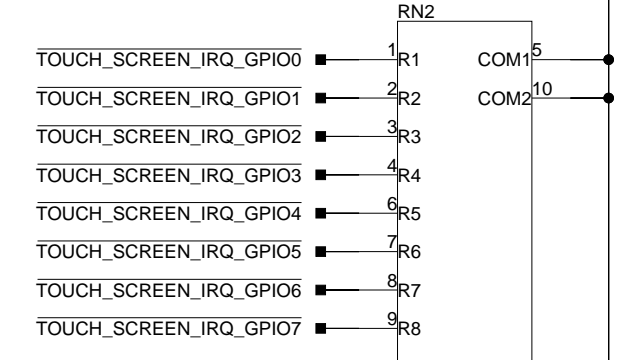 RN2
TOUCH_SCREEN_IRQ_GPIO0 1 R1 COM1 5
TOUCH_SCREEN_IRQ_GPIO1 2 R2 COM2 10
TOUCH_SCREEN_IRQ_GPIO2 3 R3
TOUCH_SCREEN_IRQ_GPIO3 4 R4
TOUCH_SCREEN_IRQ_GPIO4 6 R5
TOUCH_SCREEN_IRQ_GPIO5 7 R6
TOUCH_SCREEN_IRQ_GPIO6 8 R7
TOUCH_SCREEN_IRQ_GPIO7 9 R8